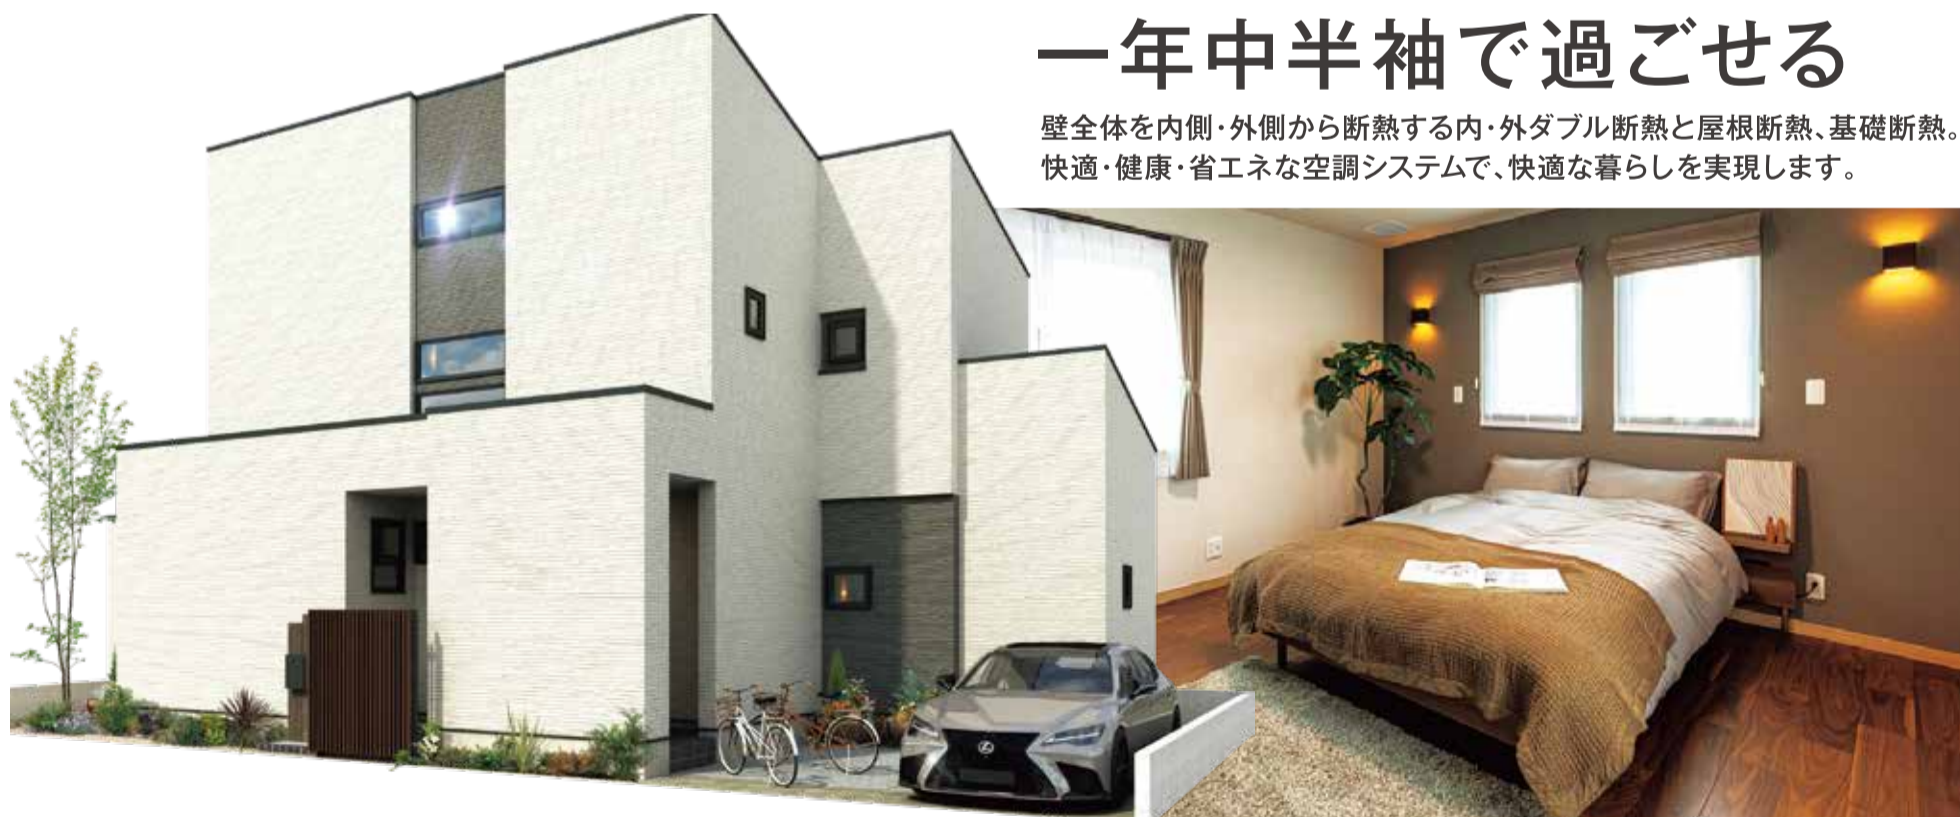 一年中半袖で過ごせる
壁全体を内側･外側から断熱する内･外ダブル断熱と屋根断熱、基礎断熱。
快適･健康･省エネな空調システムで、快適な暮らしを実現します。